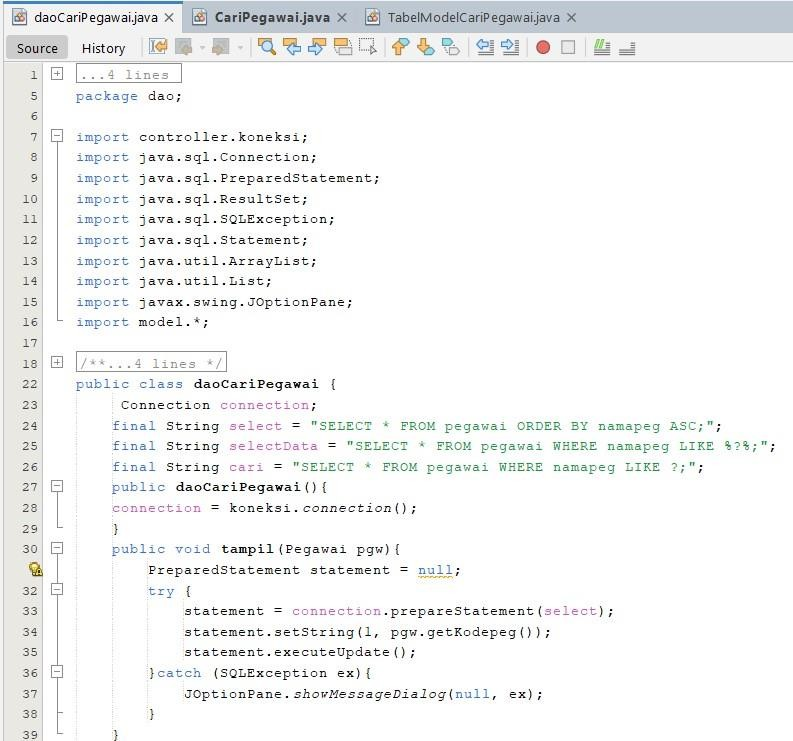 daoCariPegawai.java CariPegawai.java TabelModelCariPegawai.java
Source History
1 ...4 lines
5 package dao;
6
7 import controller.koneksi;
8 import java.sql.Connection;
9 import java.sql.PreparedStatement;
10 import java.sql.ResultSet;
11 import java.sql.SQLException;
12 import java.sql.Statement;
13 import java.util.ArrayList;
14 import java.util.List;
15 import javax.swing.JOptionPane;
16 import model.*;
17
18 /**...4 lines */
22 public class daoCariPegawai {
23 Connection connection;
24 final String select = "SELECT * FROM pegawai ORDER BY namapeg ASC;";
25 final String selectData = "SELECT * FROM pegawai WHERE namapeg LIKE %?%;";
26 final String cari = "SELECT * FROM pegawai WHERE namapeg LIKE ?;";
27 public daoCariPegawai(){
28 connection = koneksi.connection();
29 }
30 public void tampil(Pegawai pgw){
PreparedStatement statement = null;
32 try {
33 statement = connection.prepareStatement(select);
34 statement.setString(1, pgw.getKodepeg());
35 statement.executeUpdate();
36 }catch (SQLException ex){
37 JOptionPane.showMessageDialog(null, ex);
38 }
39 }